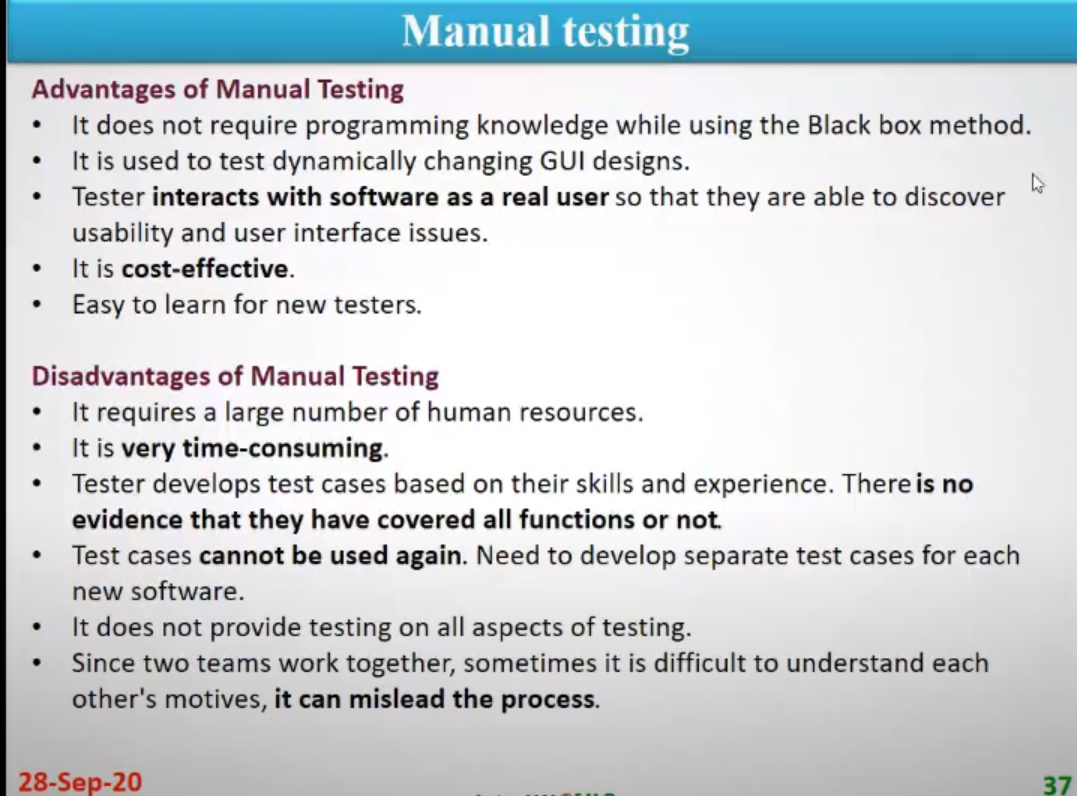 Manual testing
Advantages of Manual Testing
• It does not require programming knowledge while using the Black box method.
• It is used to test dynamically changing GUI designs.
• Tester interacts with software as a real user so that they are able to discover
usability and user interface issues.
• It is cost-effective.
• Easy to learn for new testers.
Disadvantages of Manual Testing
• It requires a large number of human resources.
• It is very time-consuming.
• Tester develops test cases based on their skills and experience. There is no
evidence that they have covered all functions or not.
• Test cases cannot be used again. Need to develop separate test cases for each
new software.
• It does not provide testing on all aspects of testing.
• Since two teams work together, sometimes it is difficult to understand each
other's motives, it can mislead the process.
28-Sep-20
37